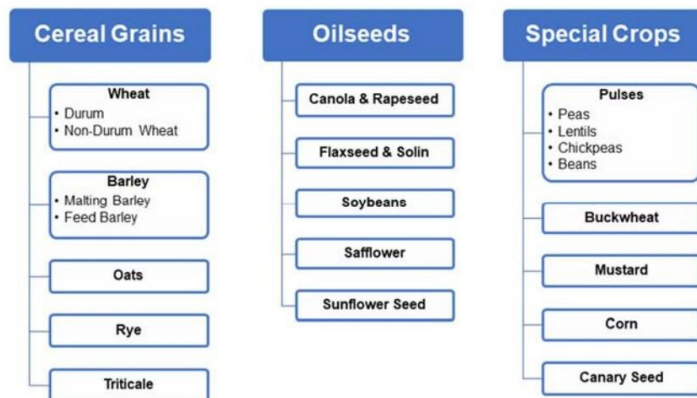 Cereal Grains
Wheat
• Durum
• Non-Durum Wheat
Barley
• Malting Barley
• Feed Barley
Oats
Rye
Triticale
Oilseeds
Canola & Rapeseed
Flaxseed & Solin
Soybeans
Safflower
Sunflower Seed
Special Crops
Pulses
• Peas
• Lentils
• Chickpeas
• Beans
Buckwheat
Mustard
Corn
Canary Seed